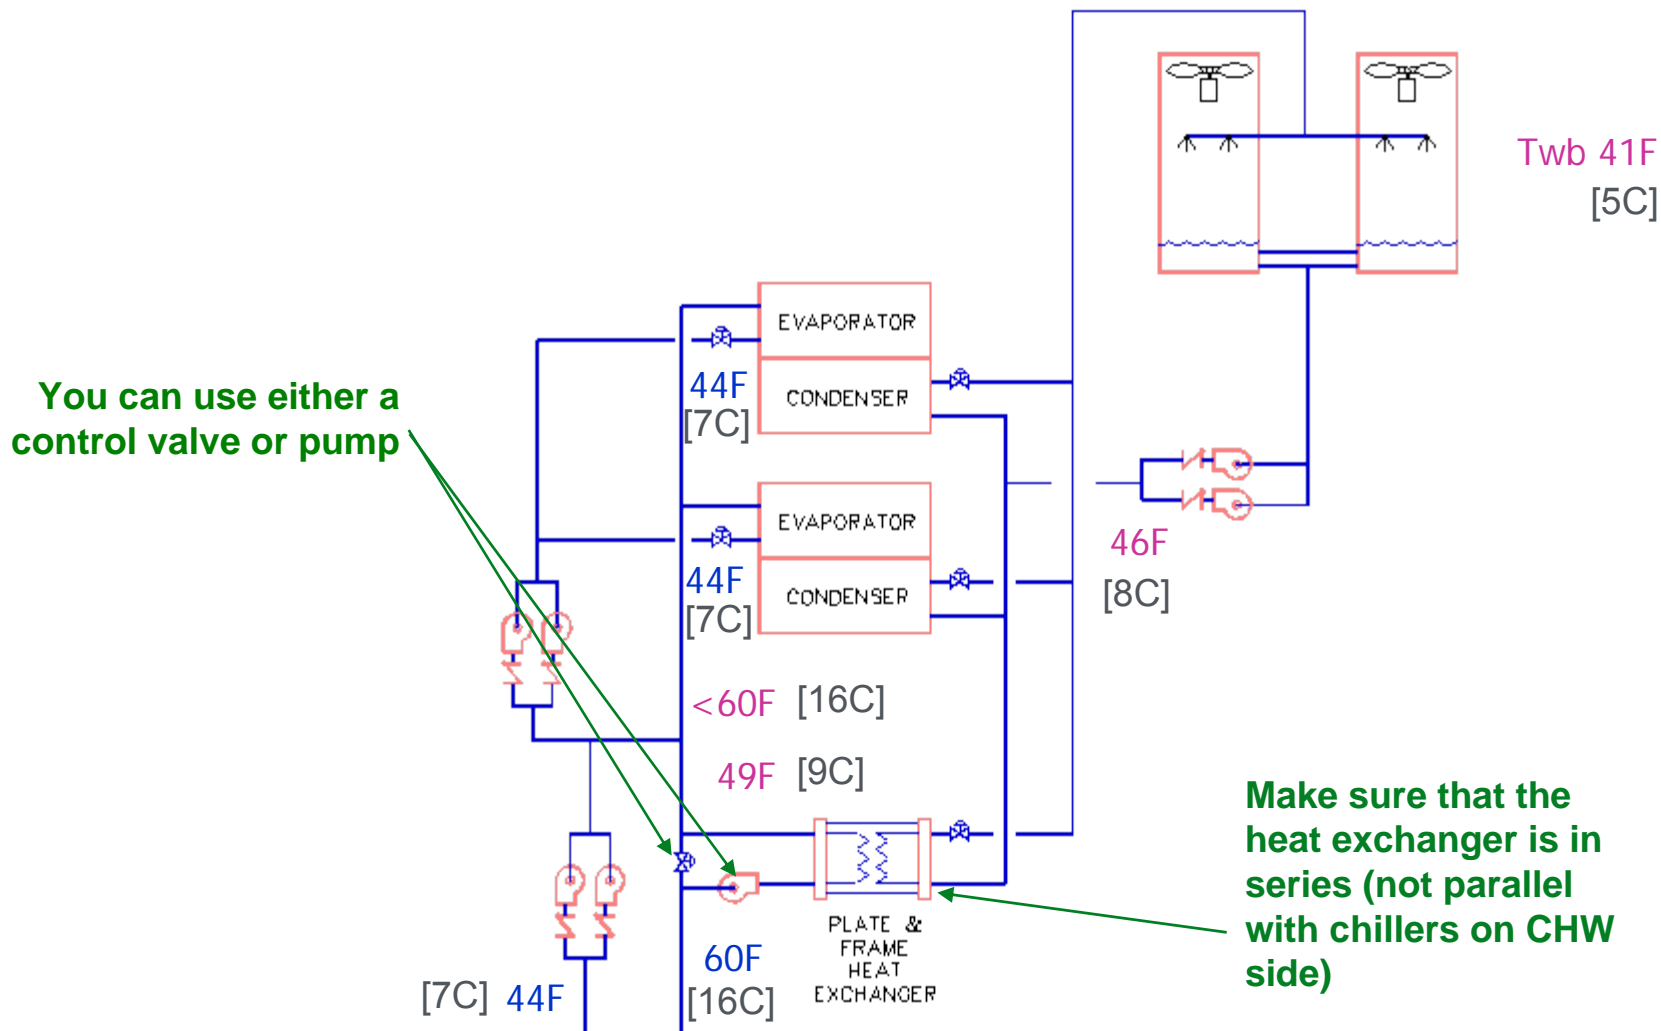 Twb 41F
[5C]
EVAPORATOR
44F
[7C]
CONDENSER
You can use either a
control valve or pump
EVAPORATOR
44F
[7C]
CONDENSER
46F
[8C]
<60F [16C]
49F [9C]
Make sure that the
heat exchanger is in
series (not parallel
with chillers on CHW
side)
PLATE &
FRAME
HEAT
EXCHANGER
60F
[16C]
[7C] 44F